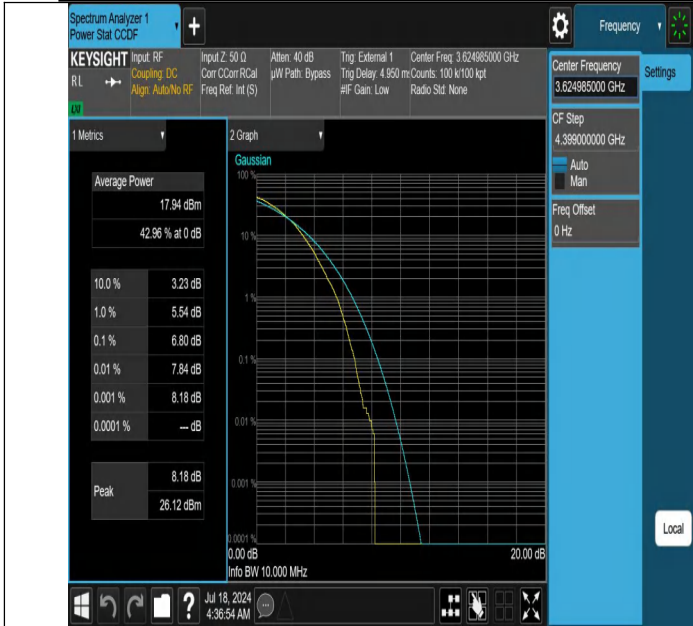 Spectrum Analyzer 1
Power Stat CCDF
+
Frequency
KEYSIGHT
RL
LXI
Input: RF
Coupling: DC
Align: Auto/No RF
Input Z: 50 Ω
Corr CCorr RCal
Freq Ref: Int (S)
Atten: 40 dB
µW Path: Bypass
Trig: External 1
Trig Delay: 4.950 m
#IF Gain: Low
Center Freq: 3.624985000 GHz
Counts: 100 k/100 kpt
Radio Std: None
Center Frequency
3.624985000 GHz
Settings
CF Step
4.399000000 GHz
Auto
Man
Freq Offset
0 Hz
1 Metrics
Average Power
17.94 dBm
42.96 % at 0 dB
10.0 % 3.23 dB
1.0 % 5.54 dB
0.1 % 6.80 dB
0.01 % 7.84 dB
0.001 % 8.18 dB
0.0001 % --- dB
Peak
8.18 dB
26.12 dBm
2 Graph
Gaussian
100 %
10 %
1 %
0.1 %
0.01 %
0.001 %
0.0001 %
0.00 dB 20.00 dB
Info BW 10.000 MHz
Local
?
Jul 18, 2024
4:36:54 AM